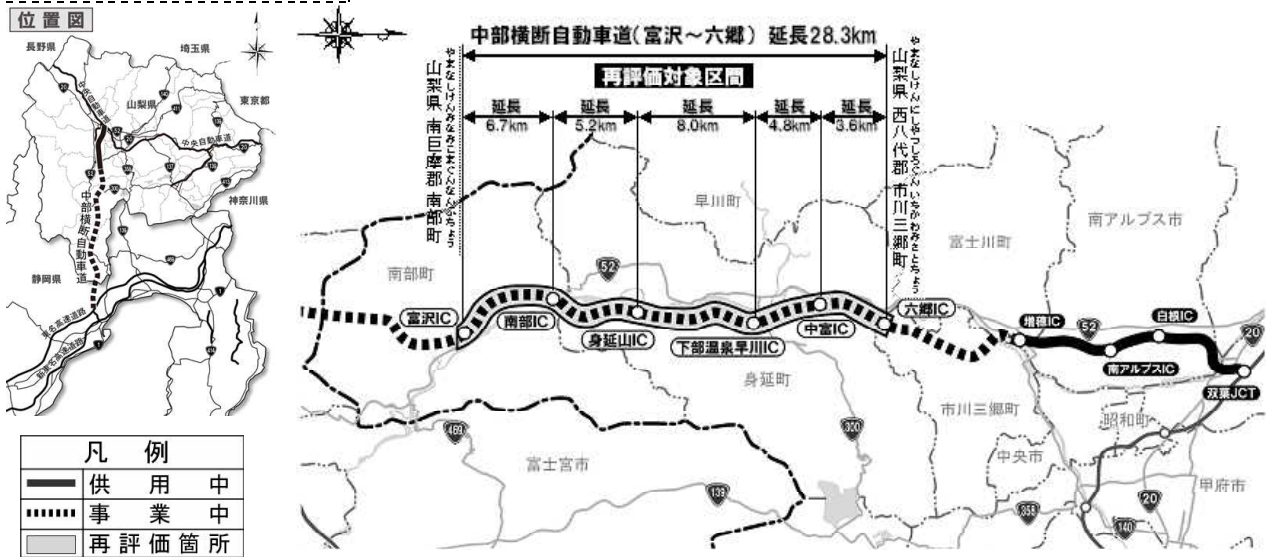 位置図
長野県
埼玉県
東京都
山梨県
中央自動車道
中央自動車道
神奈川県
中部横断自動車道
静岡県
東名高速道路
新東名高速道路
凡例
供用中
事業中
再評価箇所
中部横断自動車道(富沢～六郷) 延長28.3km
再評価対象区間
延長 6.7km
延長 5.2km
延長 8.0km
延長 4.8km
延長 3.6km
山梨県南巨摩郡南部町
やまなしけんみなみこまぐんなんぶちょう
山梨県西八代郡市川三郷町
やまなしけんにしやつしろぐんいちかわみさとちょう
早川町
南アルプス市
富士川町
南部町
52
富沢IC
南部IC
身延山IC
下部温泉早川IC
中富IC
六郷IC
増穂IC
52
白根IC
20
南アルプスIC
双葉JCT
身延町
市川三郷町
昭和町
469
300
富士宮市
中央市
甲府市
139
358
20
140